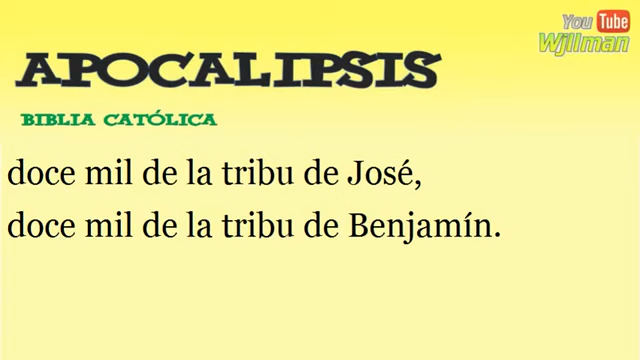 You Tube
Wjllman
APOCALIPSIS
BIBLIA CATÓLICA
doce mil de la tribu de José,
doce mil de la tribu de Benjamín.